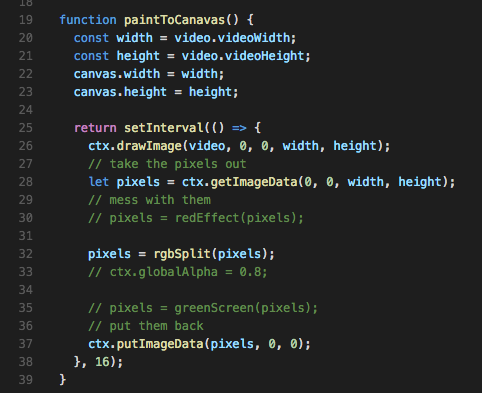 18
19 function paintToCanavas() {
20   const width = video.videoWidth;
21   const height = video.videoHeight;
22   canvas.width = width;
23   canvas.height = height;
24
25   return setInterval(() => {
26     ctx.drawImage(video, 0, 0, width, height);
27     // take the pixels out
28     let pixels = ctx.getImageData(0, 0, width, height);
29     // mess with them
30     // pixels = redEffect(pixels);
31
32     pixels = rgbSplit(pixels);
33     // ctx.globalAlpha = 0.8;
34
35     // pixels = greenScreen(pixels);
36     // put them back
37     ctx.putImageData(pixels, 0, 0);
38   }, 16);
39 }